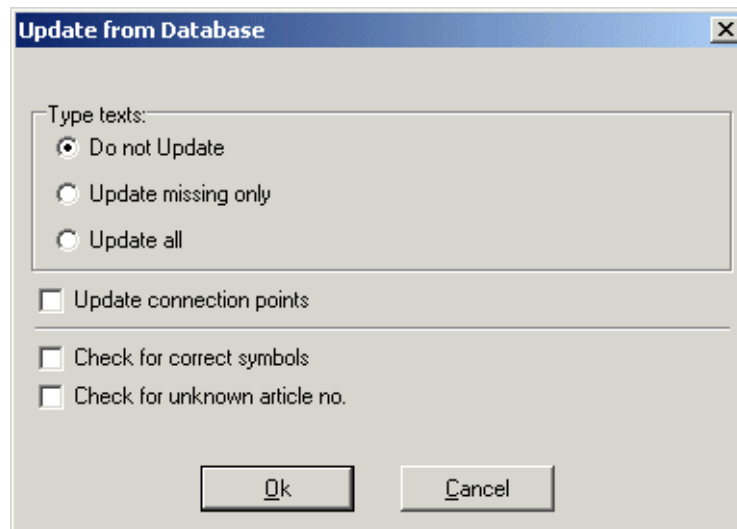 Update from Database
Type texts:
Do not Update
Update missing only
Update all
Update connection points
Check for correct symbols
Check for unknown article no.
Ok Cancel